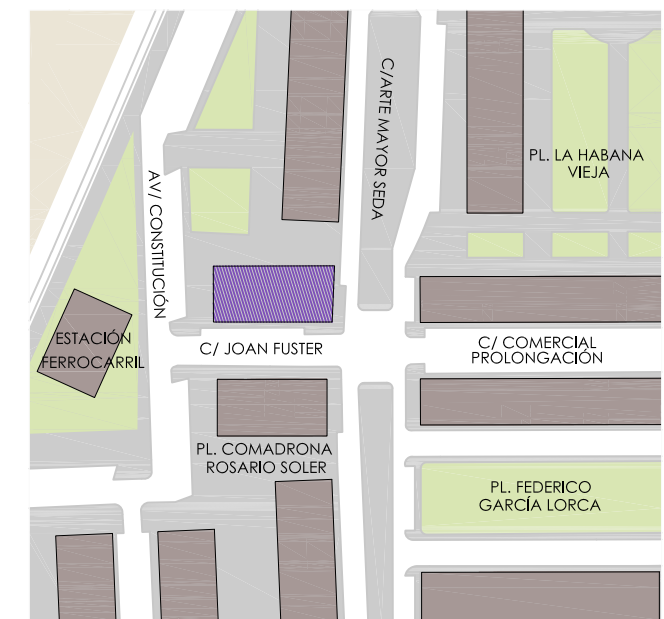 C/ARTE MAYOR SEDA
PL. LA HABANA
VIEJA
AV/ CONSTITUCIÓN
ESTACIÓN
FERROCARRIL
C/ JOAN FUSTER
C/ COMERCIAL
PROLONGACIÓN
PL. COMADRONA
ROSARIO SOLER
PL. FEDERICO
GARCÍA LORCA